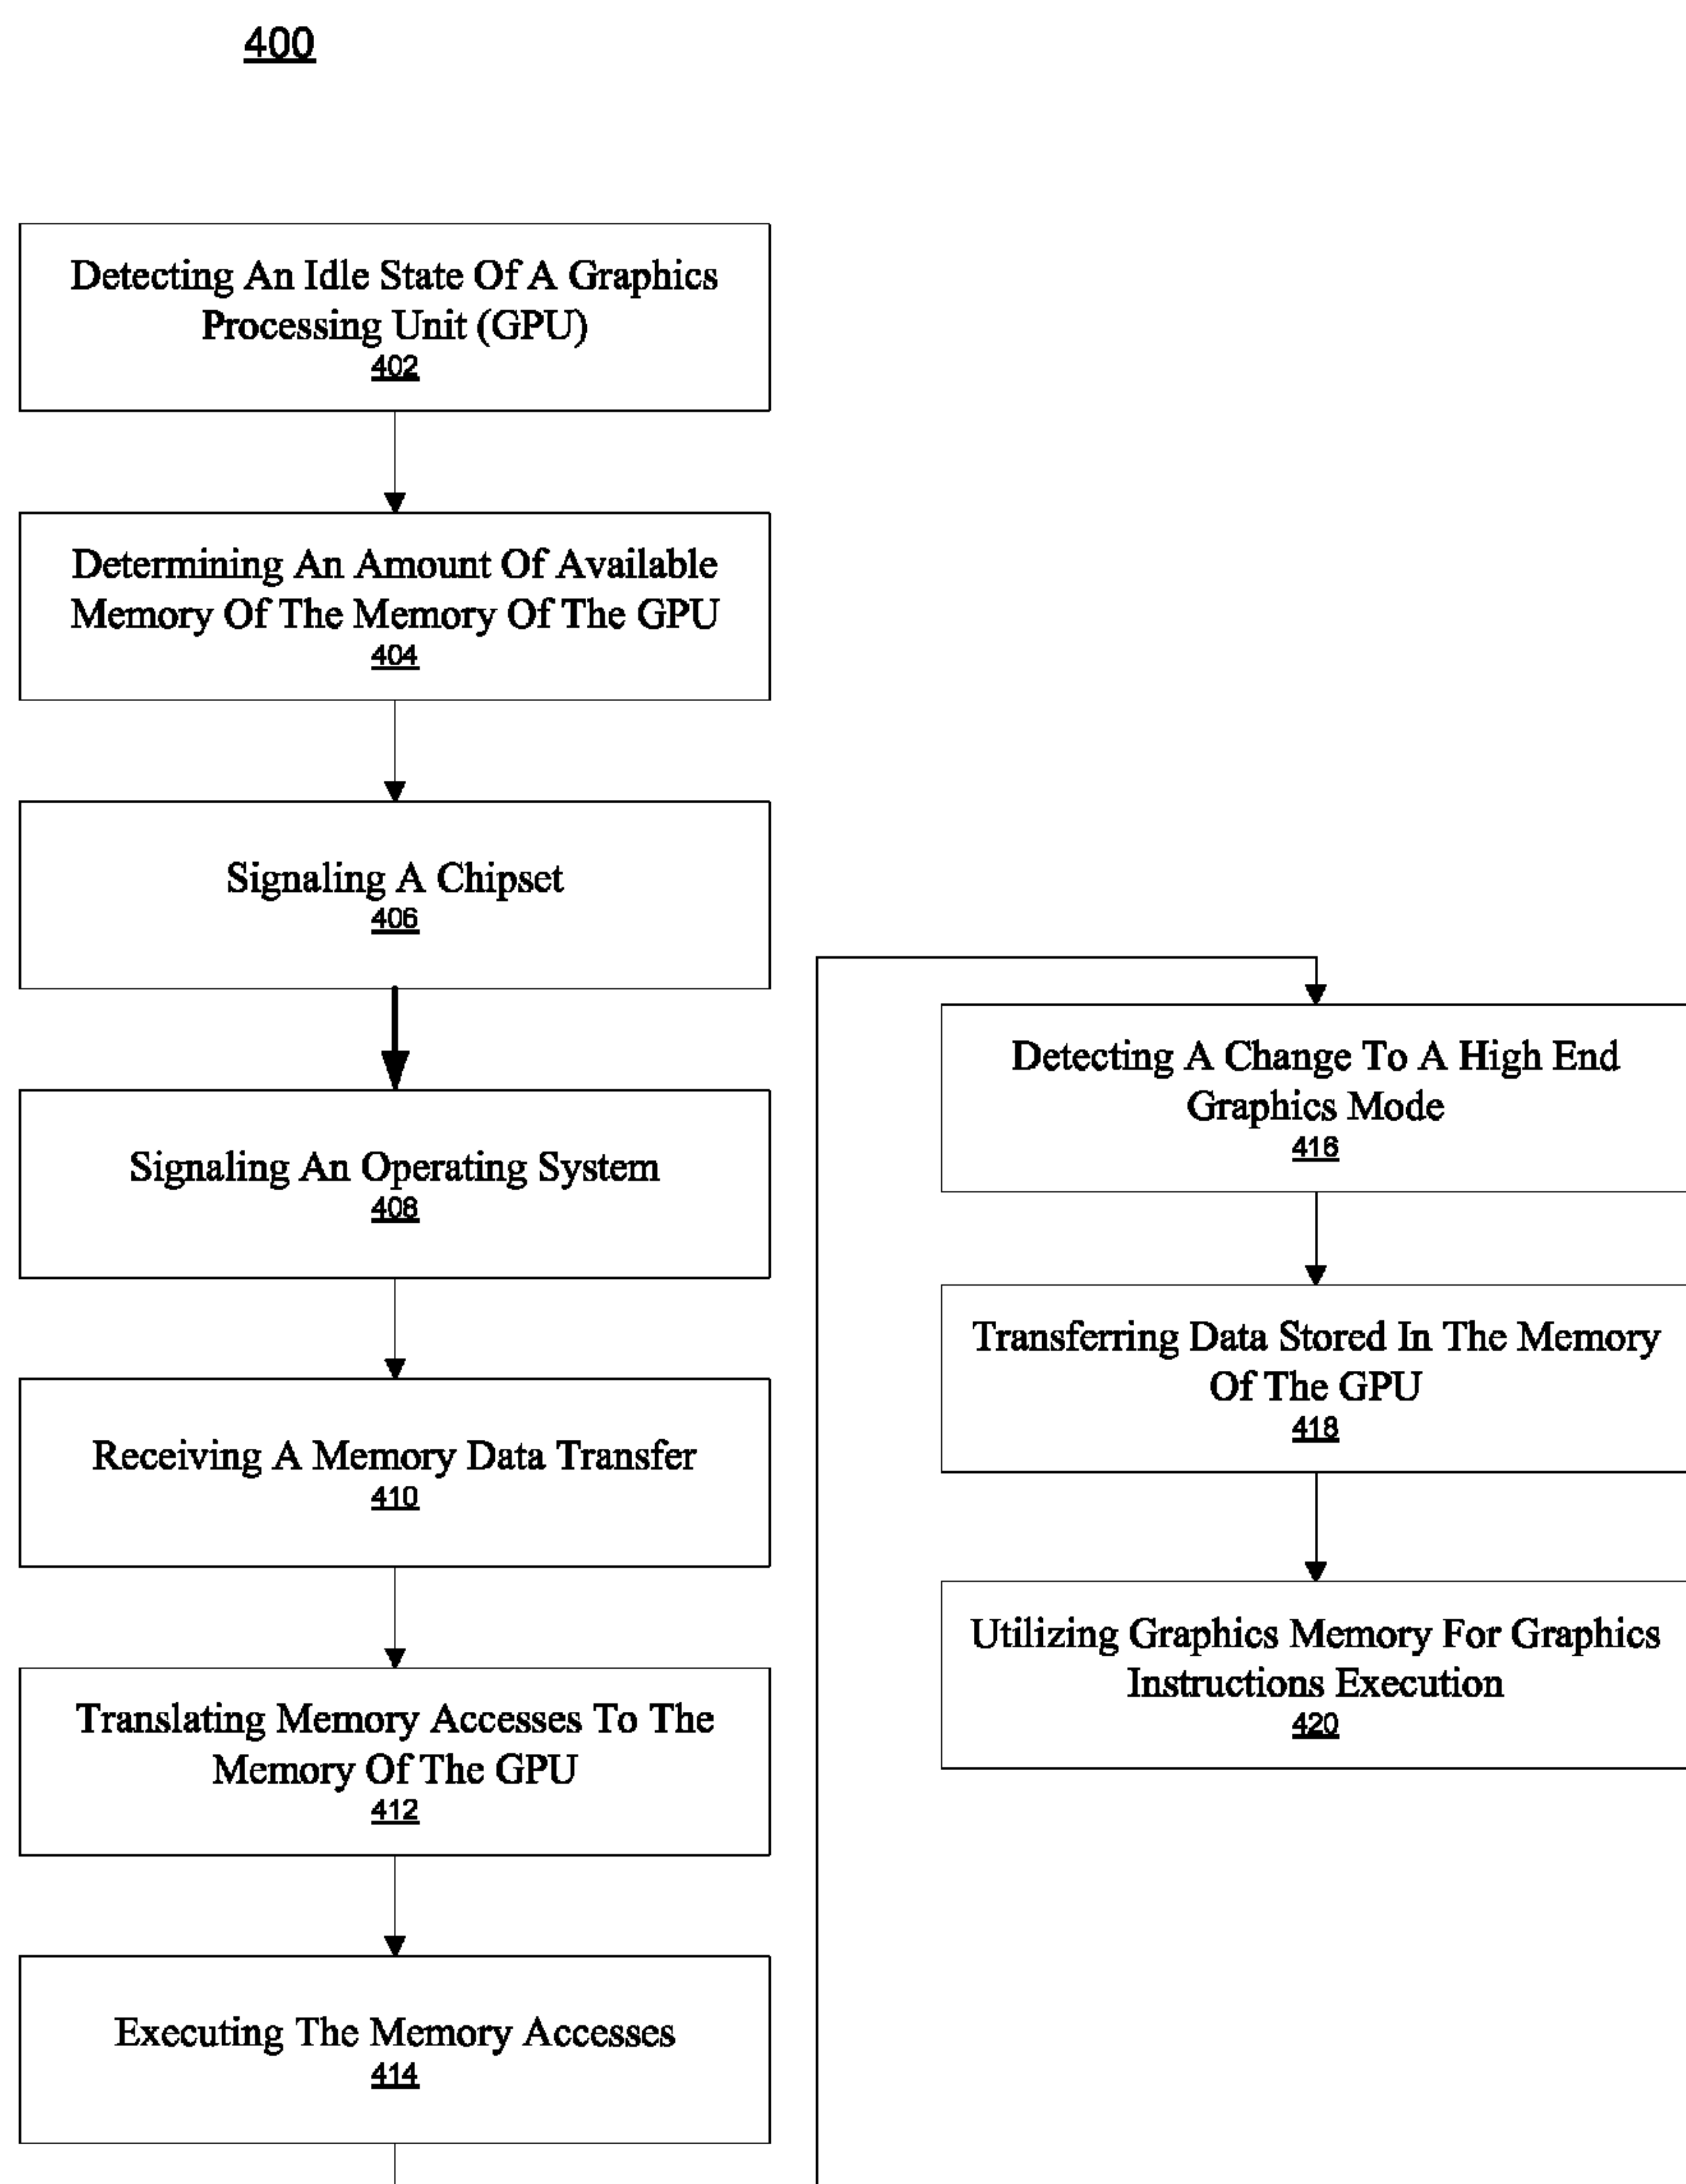 400
Detecting An Idle State Of A Graphics
Processing Unit (GPU)
402
Determining An Amount Of Available
Memory Of The Memory Of The GPU
404
Signaling A Chipset
406
Signaling An Operating System
408
Receiving A Memory Data Transfer
410
Translating Memory Accesses To The
Memory Of The GPU
412
Executing The Memory Accesses
414
Detecting A Change To A High End
Graphics Mode
416
Transferring Data Stored In The Memory
Of The GPU
418
Utilizing Graphics Memory For Graphics
Instructions Execution
420